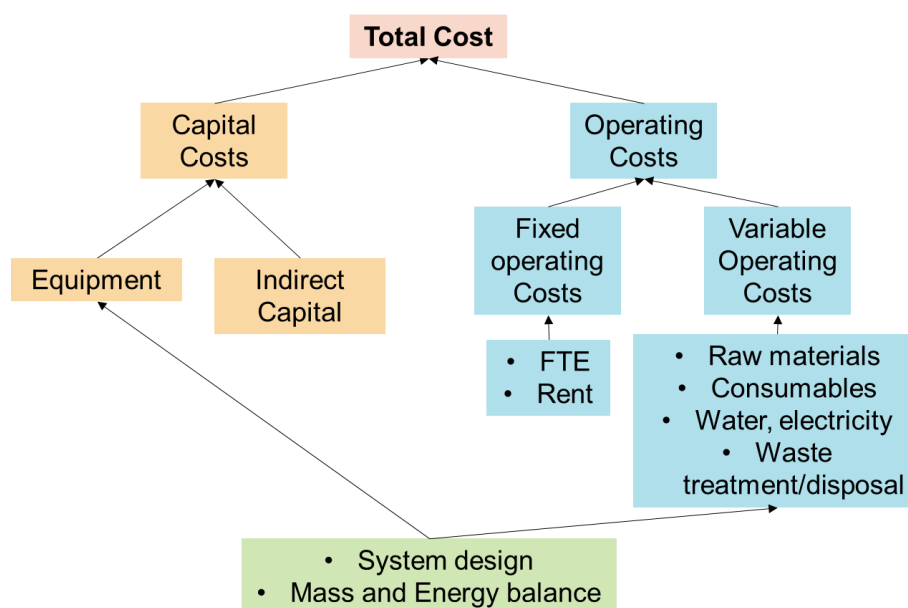 Total Cost
Capital
Costs
Operating
Costs
Equipment
Indirect
Capital
Fixed
operating
Costs
Variable
Operating
Costs
• FTE
• Rent
• Raw materials
• Consumables
• Water, electricity
• Waste
treatment/disposal
• System design
• Mass and Energy balance